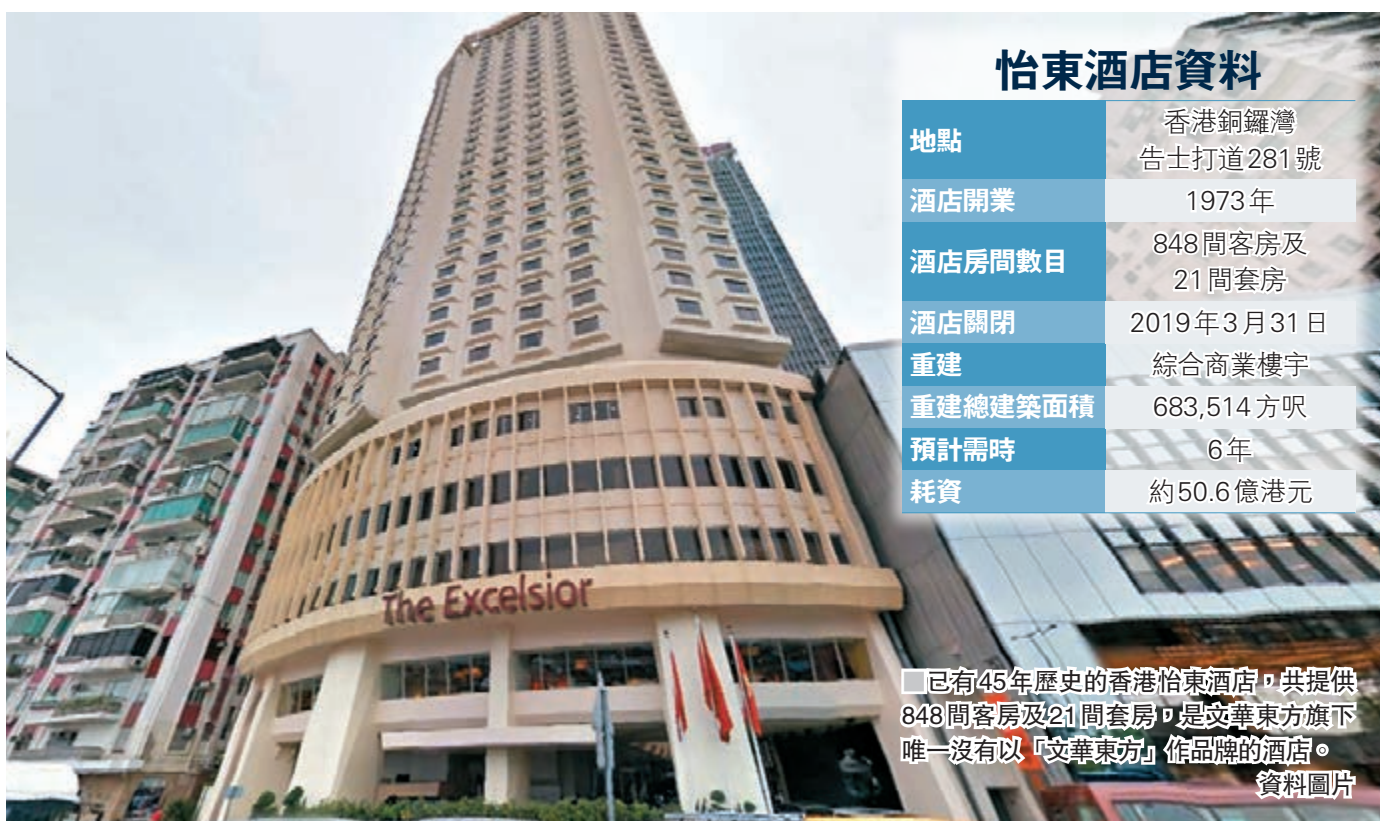 怡東酒店資料
地點
香港銅鑼灣
告士打道281號
酒店開業
1973年
酒店房間數目
848間客房及
21間套房
酒店關閉
2019年3月31日
重建
綜合商業樓宇
重建總建築面積
683,514方呎
預計需時
6年
耗資
約50.6億港元
The Excelsior
■已有45年歷史的香港怡東酒店，共提供
848間客房及21間套房，是文華東方旗下
唯一沒有以「文華東方」作品牌的酒店。
資料圖片